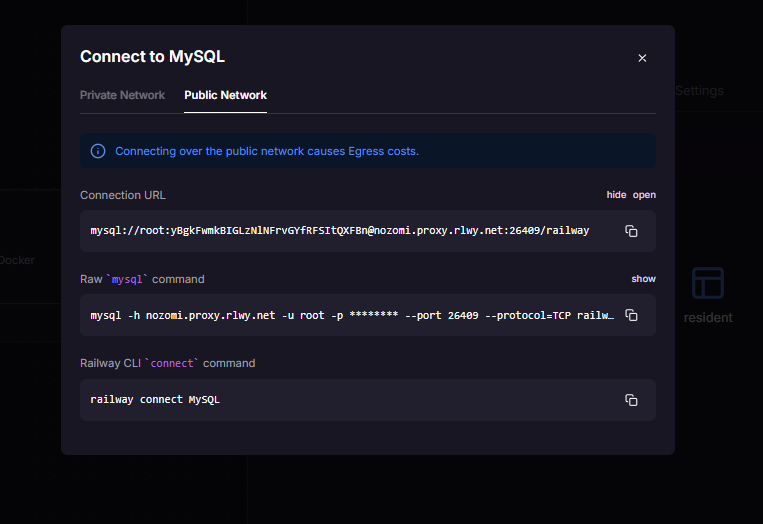 Connect to MySQL
Private Network Public Network
Settings
Connecting over the public network causes Egress costs.
Connection URL hide open
mysql://root:yBgkFwmkBIGLzNlNFrvGYfRFSItQXFBn@nozomi.proxy.rlwy.net:26409/railway
Docker
Raw `mysql` command show
mysql -h nozomi.proxy.rlwy.net -u root -p ******** --port 26409 --protocol=TCP railw…
resident
Railway CLI `connect` command
railway connect MySQL